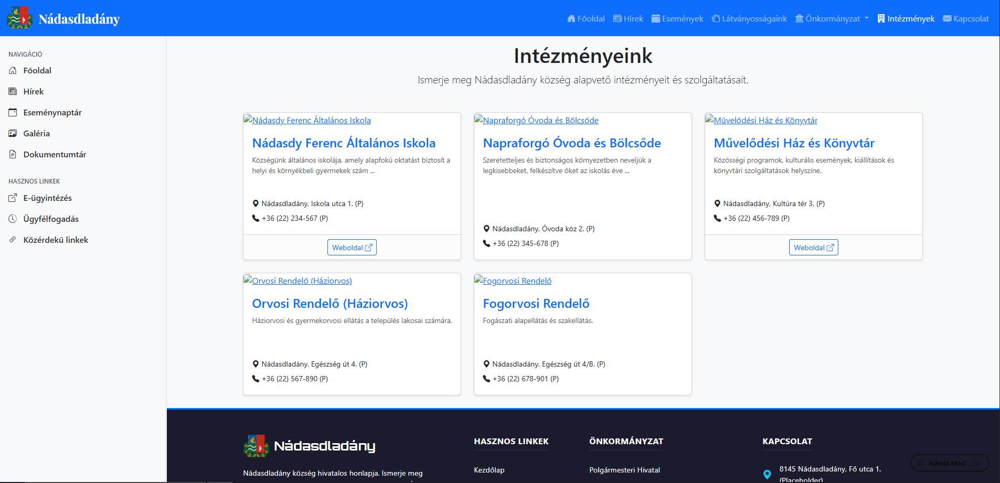 Nádasdladány
Főoldal Hírek Események Látványosságaink Önkormányzat Intézmények Kapcsolat
NAVIGÁCIÓ
Főoldal
Hírek
Eseménynaptár
Galéria
Dokumentumtár
HASZNOS LINKEK
E-ügyintézés
Ügyfélfogadás
Közérdekű linkek
Intézményeink
Ismerje meg Nádasdladány község alapvető intézményeit és szolgáltatásait.
Nádasdy Ferenc Általános Iskola
Nádasdy Ferenc Általános Iskola
Községünk általános iskolája, amely alapfokú oktatást biztosít a
helyi és környékbeli gyermekek szám ...
Nádasdladány, Iskola utca 1. (P)
+36 (22) 234-567 (P)
Weboldal
Napraforgó Óvoda és Bölcsőde
Napraforgó Óvoda és Bölcsőde
Szeretetteljes és biztonságos környezetben neveljük a
legkisebbeket, felkészítve őket az iskolás éve ...
Nádasdladány, Óvoda köz 2. (P)
+36 (22) 345-678 (P)
Művelődési Ház és Könyvtár
Művelődési Ház és Könyvtár
Közösségi programok, kulturális események, kiállítások és
könyvtári szolgáltatások helyszíne.
Nádasdladány, Kultúra tér 3. (P)
+36 (22) 456-789 (P)
Weboldal
Orvosi Rendelő (Háziorvos)
Orvosi Rendelő (Háziorvos)
Háziorvosi és gyermekorvosi ellátás a település lakosai számára.
Nádasdladány, Egészség út 4. (P)
+36 (22) 567-890 (P)
Fogorvosi Rendelő
Fogorvosi Rendelő
Fogászati alapellátás és szakellátás.
Nádasdladány, Egészség út 4/B. (P)
+36 (22) 678-901 (P)
Nádasdladány
Nádasdladány község hivatalos honlapja. Ismerje meg
HASZNOS LINKEK
Kezdőlap
ÖNKORMÁNYZAT
Polgármesteri Hivatal
KAPCSOLAT
8145 Nádasdladány, Fő utca 1.
(Placeholder)
Admin Mód